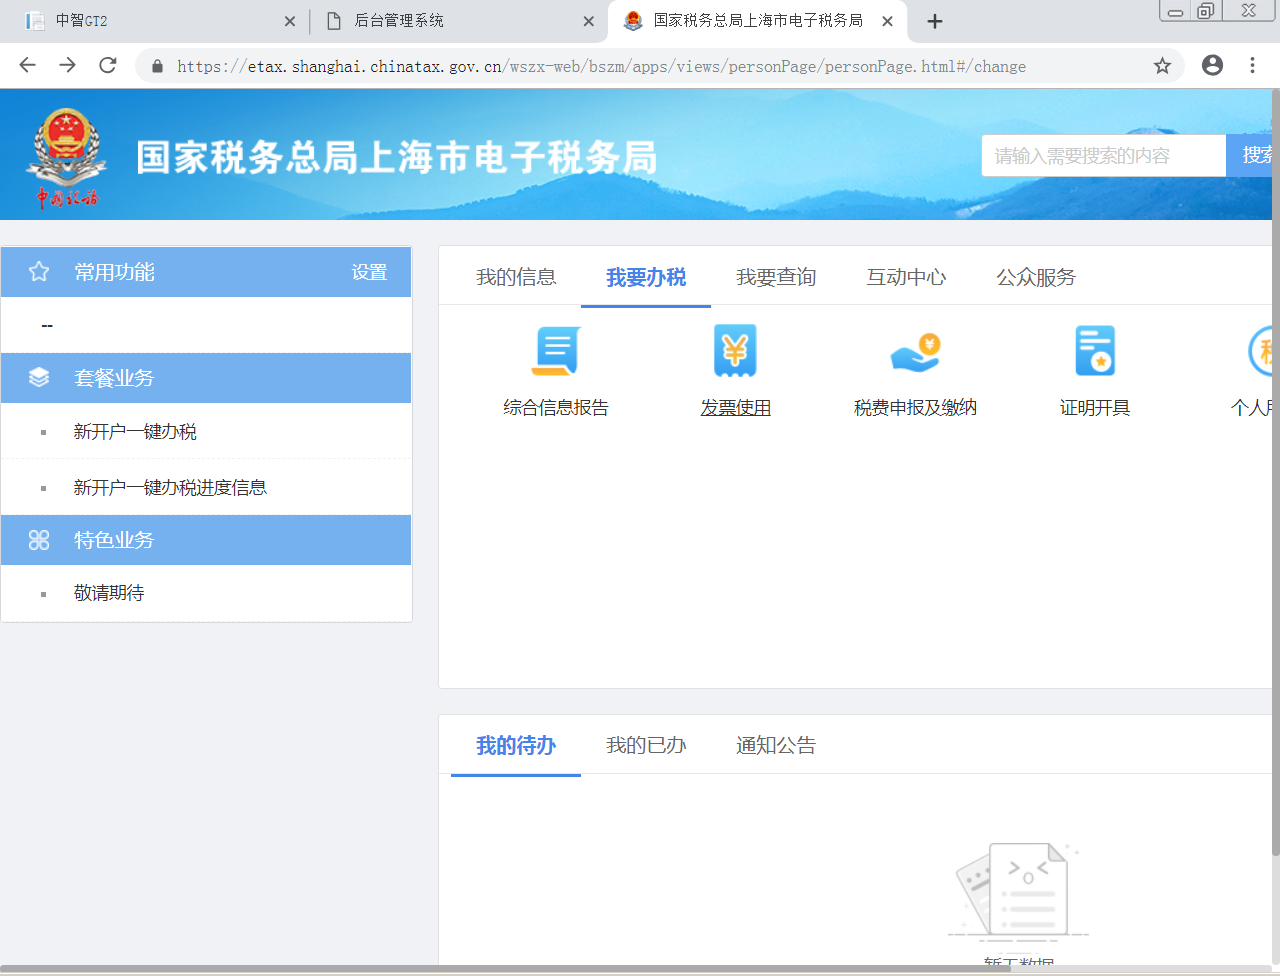 中智GT2
后台管理系统
国家税务总局上海市电子税务局
https://etax.shanghai.chinatax.gov.cn/wszx-web/bszm/apps/views/personPage/personPage.html#/change
国家税务总局上海市电子税务局
请输入需要搜索的内容
搜索
常用功能
设置
--
套餐业务
新开户一键办税
新开户一键办税进度信息
特色业务
敬请期待
我的信息
我要办税
我要查询
互动中心
公众服务
综合信息报告
发票使用
税费申报及缴纳
证明开具
个人
我的待办
我的已办
通知公告
暂无数据